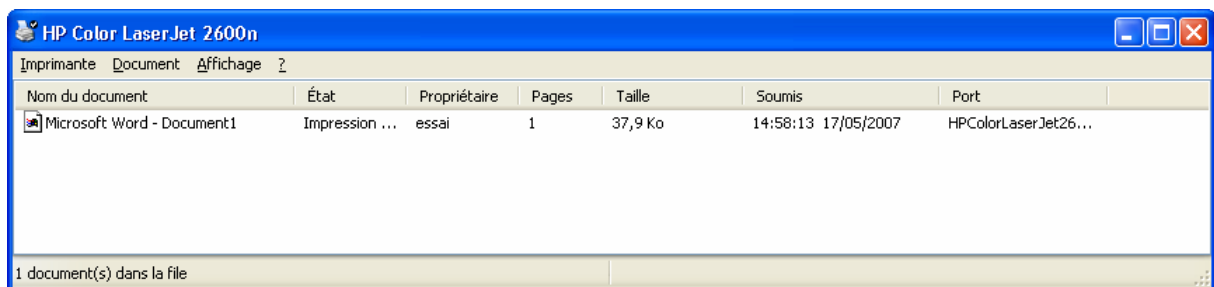 HP Color LaserJet 2600n
Imprimante Document Affichage ?
Nom du document État Propriétaire Pages Taille Soumis Port
Microsoft Word - Document1 Impression ... essai 1 37,9 Ko 14:58:13 17/05/2007 HPColorLaserJet26...
1 document(s) dans la file